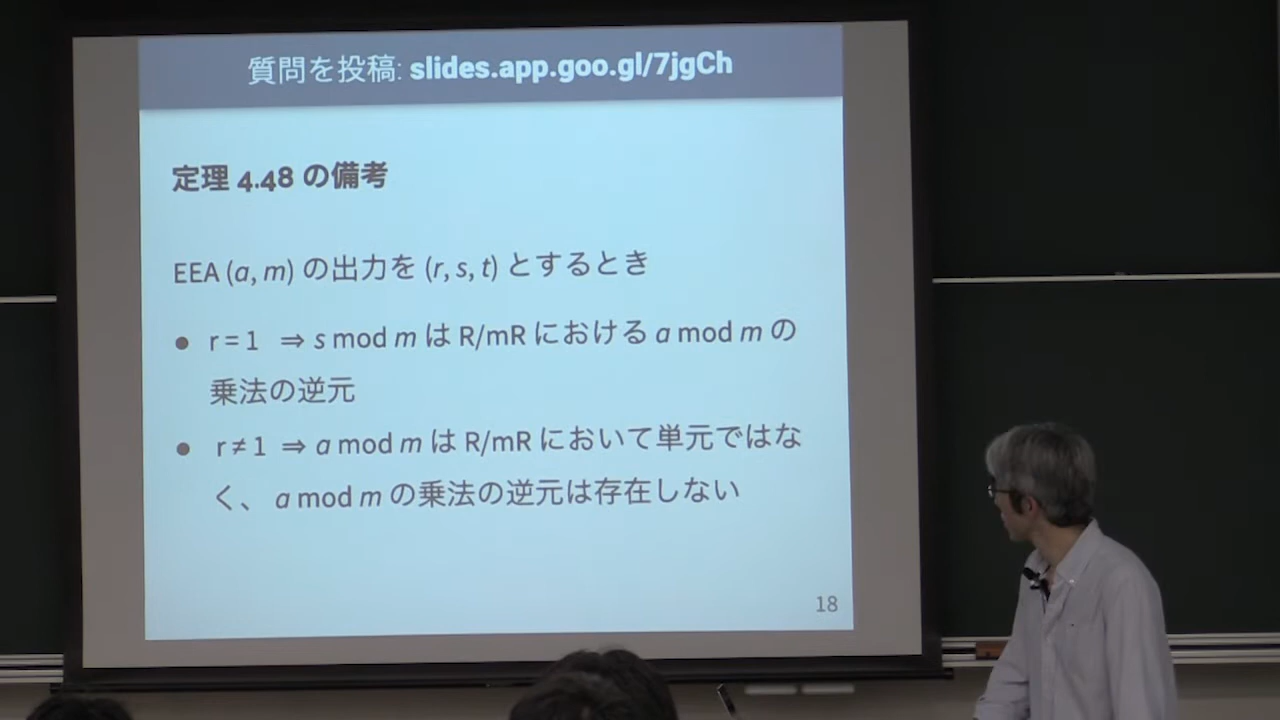 質問を投稿: slides.app.goo.gl/7jgCh
定理 4.48 の備考
EEA (a, m) の出力を (r, s, t) とするとき
● r = 1 ⇒ s mod m は R/mR における a mod m の
乗法の逆元
● r ≠ 1 ⇒ a mod m は R/mR において単元ではな
く、 a mod m の乗法の逆元は存在しない
18